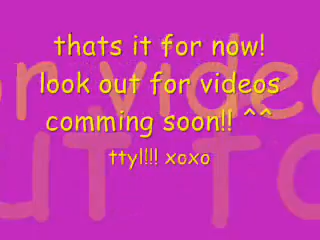 thats it for now!
look out for videos
comming soon!! ^^
ttyl!!! xoxo